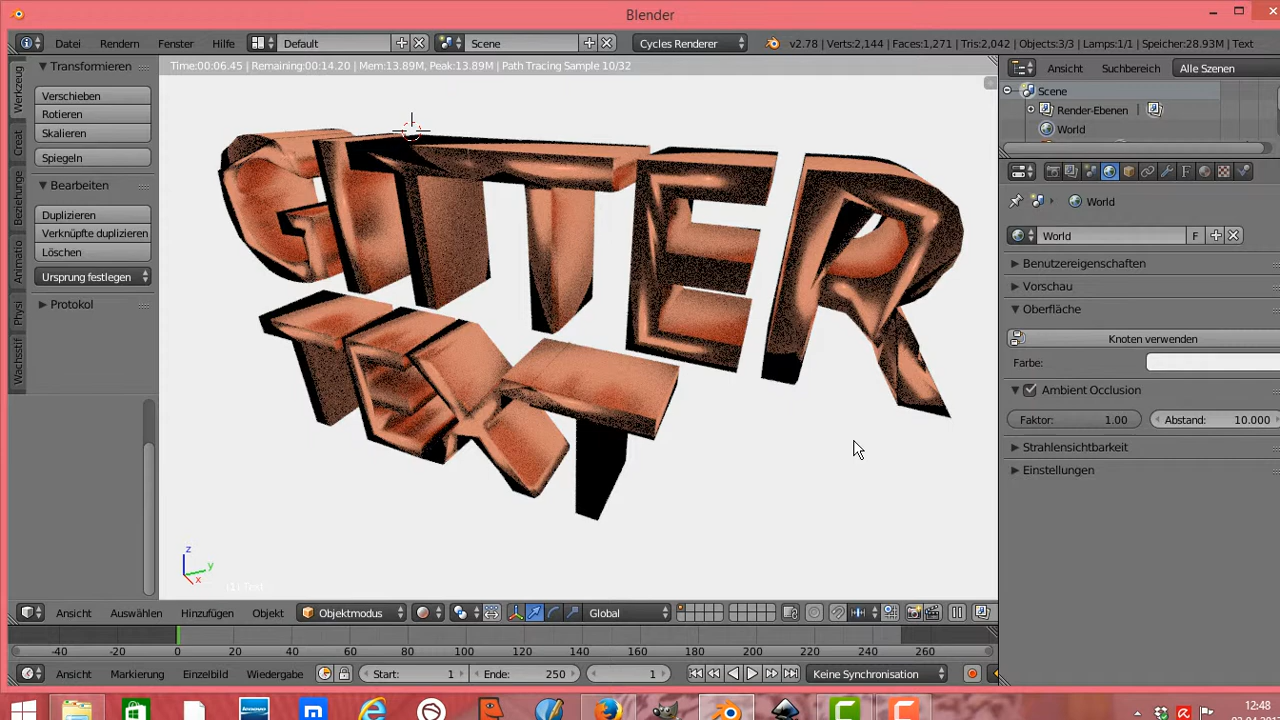 Blender
Datei Rendern Fenster Hilfe Default Scene Cycles Renderer v2.78 | Verts:2,144 | Faces:1,271 | Tris:2,042 | Objects:3/3 | Lamps:1/1 | Speicher:28.93M | Text
Time:00:06.45 | Remaining:00:14.20 | Mem:13.89M, Peak:13.89M | Path Tracing Sample 10/32
Ansicht Suchbereich Alle Szenen
Scene
Render-Ebenen
World
Werkzeug
Creat
Beziehunge
Animatio
Physi
Wachsstif
Transformieren
Verschieben
Rotieren
Skalieren
Spiegeln
Bearbeiten
Duplizieren
Verknüpfte duplizieren
Löschen
Ursprung festlegen
Protokol
GITTER
TEXT
z
y
x
(1) Text
World
World F
Benutzereigenschaften
Vorschau
Oberfläche
Knoten verwenden
Farbe:
Ambient Occlusion
Faktor: 1.00 Abstand: 10.000
Strahlensichtbarkeit
Einstellungen
Ansicht Auswählen Hinzufügen Objekt Objektmodus Global
-40 -20 0 20 40 60 80 100 120 140 160 180 200 220 240 260
Ansicht Markierung Einzelbild Wiedergabe Start: 1 Ende: 250 1 Keine Synchronisation
lenovo
12:48